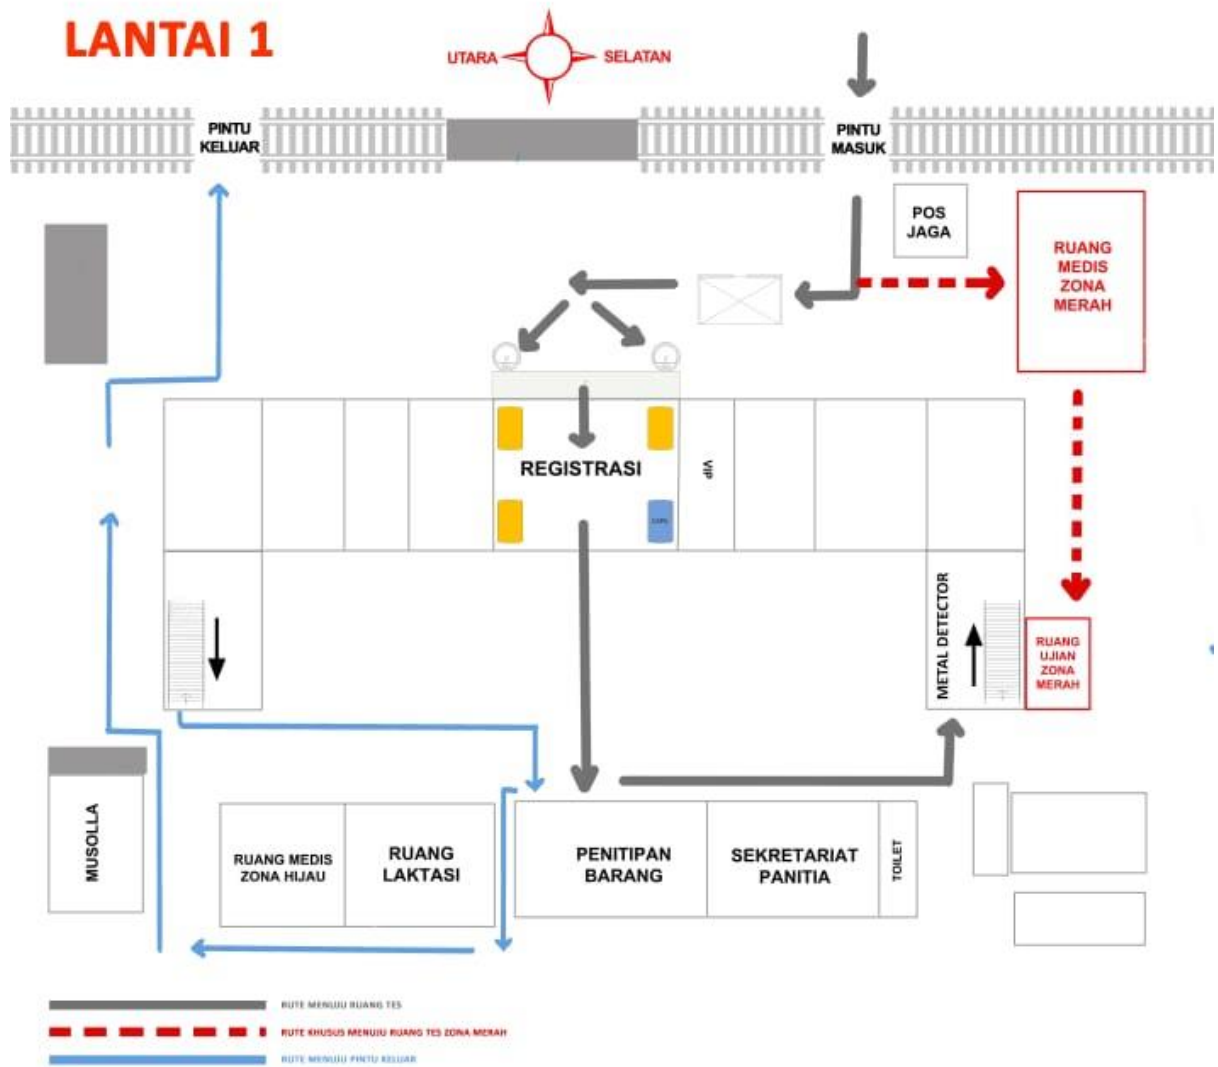 LANTAI 1
UTARA
SELATAN
PINTU
KELUAR
PINTU
MASUK
POS
JAGA
RUANG
MEDIS
ZONA
MERAH
REGISTRASI
VIP
METAL DETECTOR
RUANG
UJIAN
ZONA
MERAH
MUSOLLA
RUANG MEDIS
ZONA HIJAU
RUANG
LAKTASI
PENITIPAN
BARANG
SEKRETARIAT
PANITIA
TOILET
RUTE MENUJU RUANG TES
RUTE KHUSUS MENUJU RUANG TES ZONA MERAH
RUTE MENUJU PINTU KELUAR